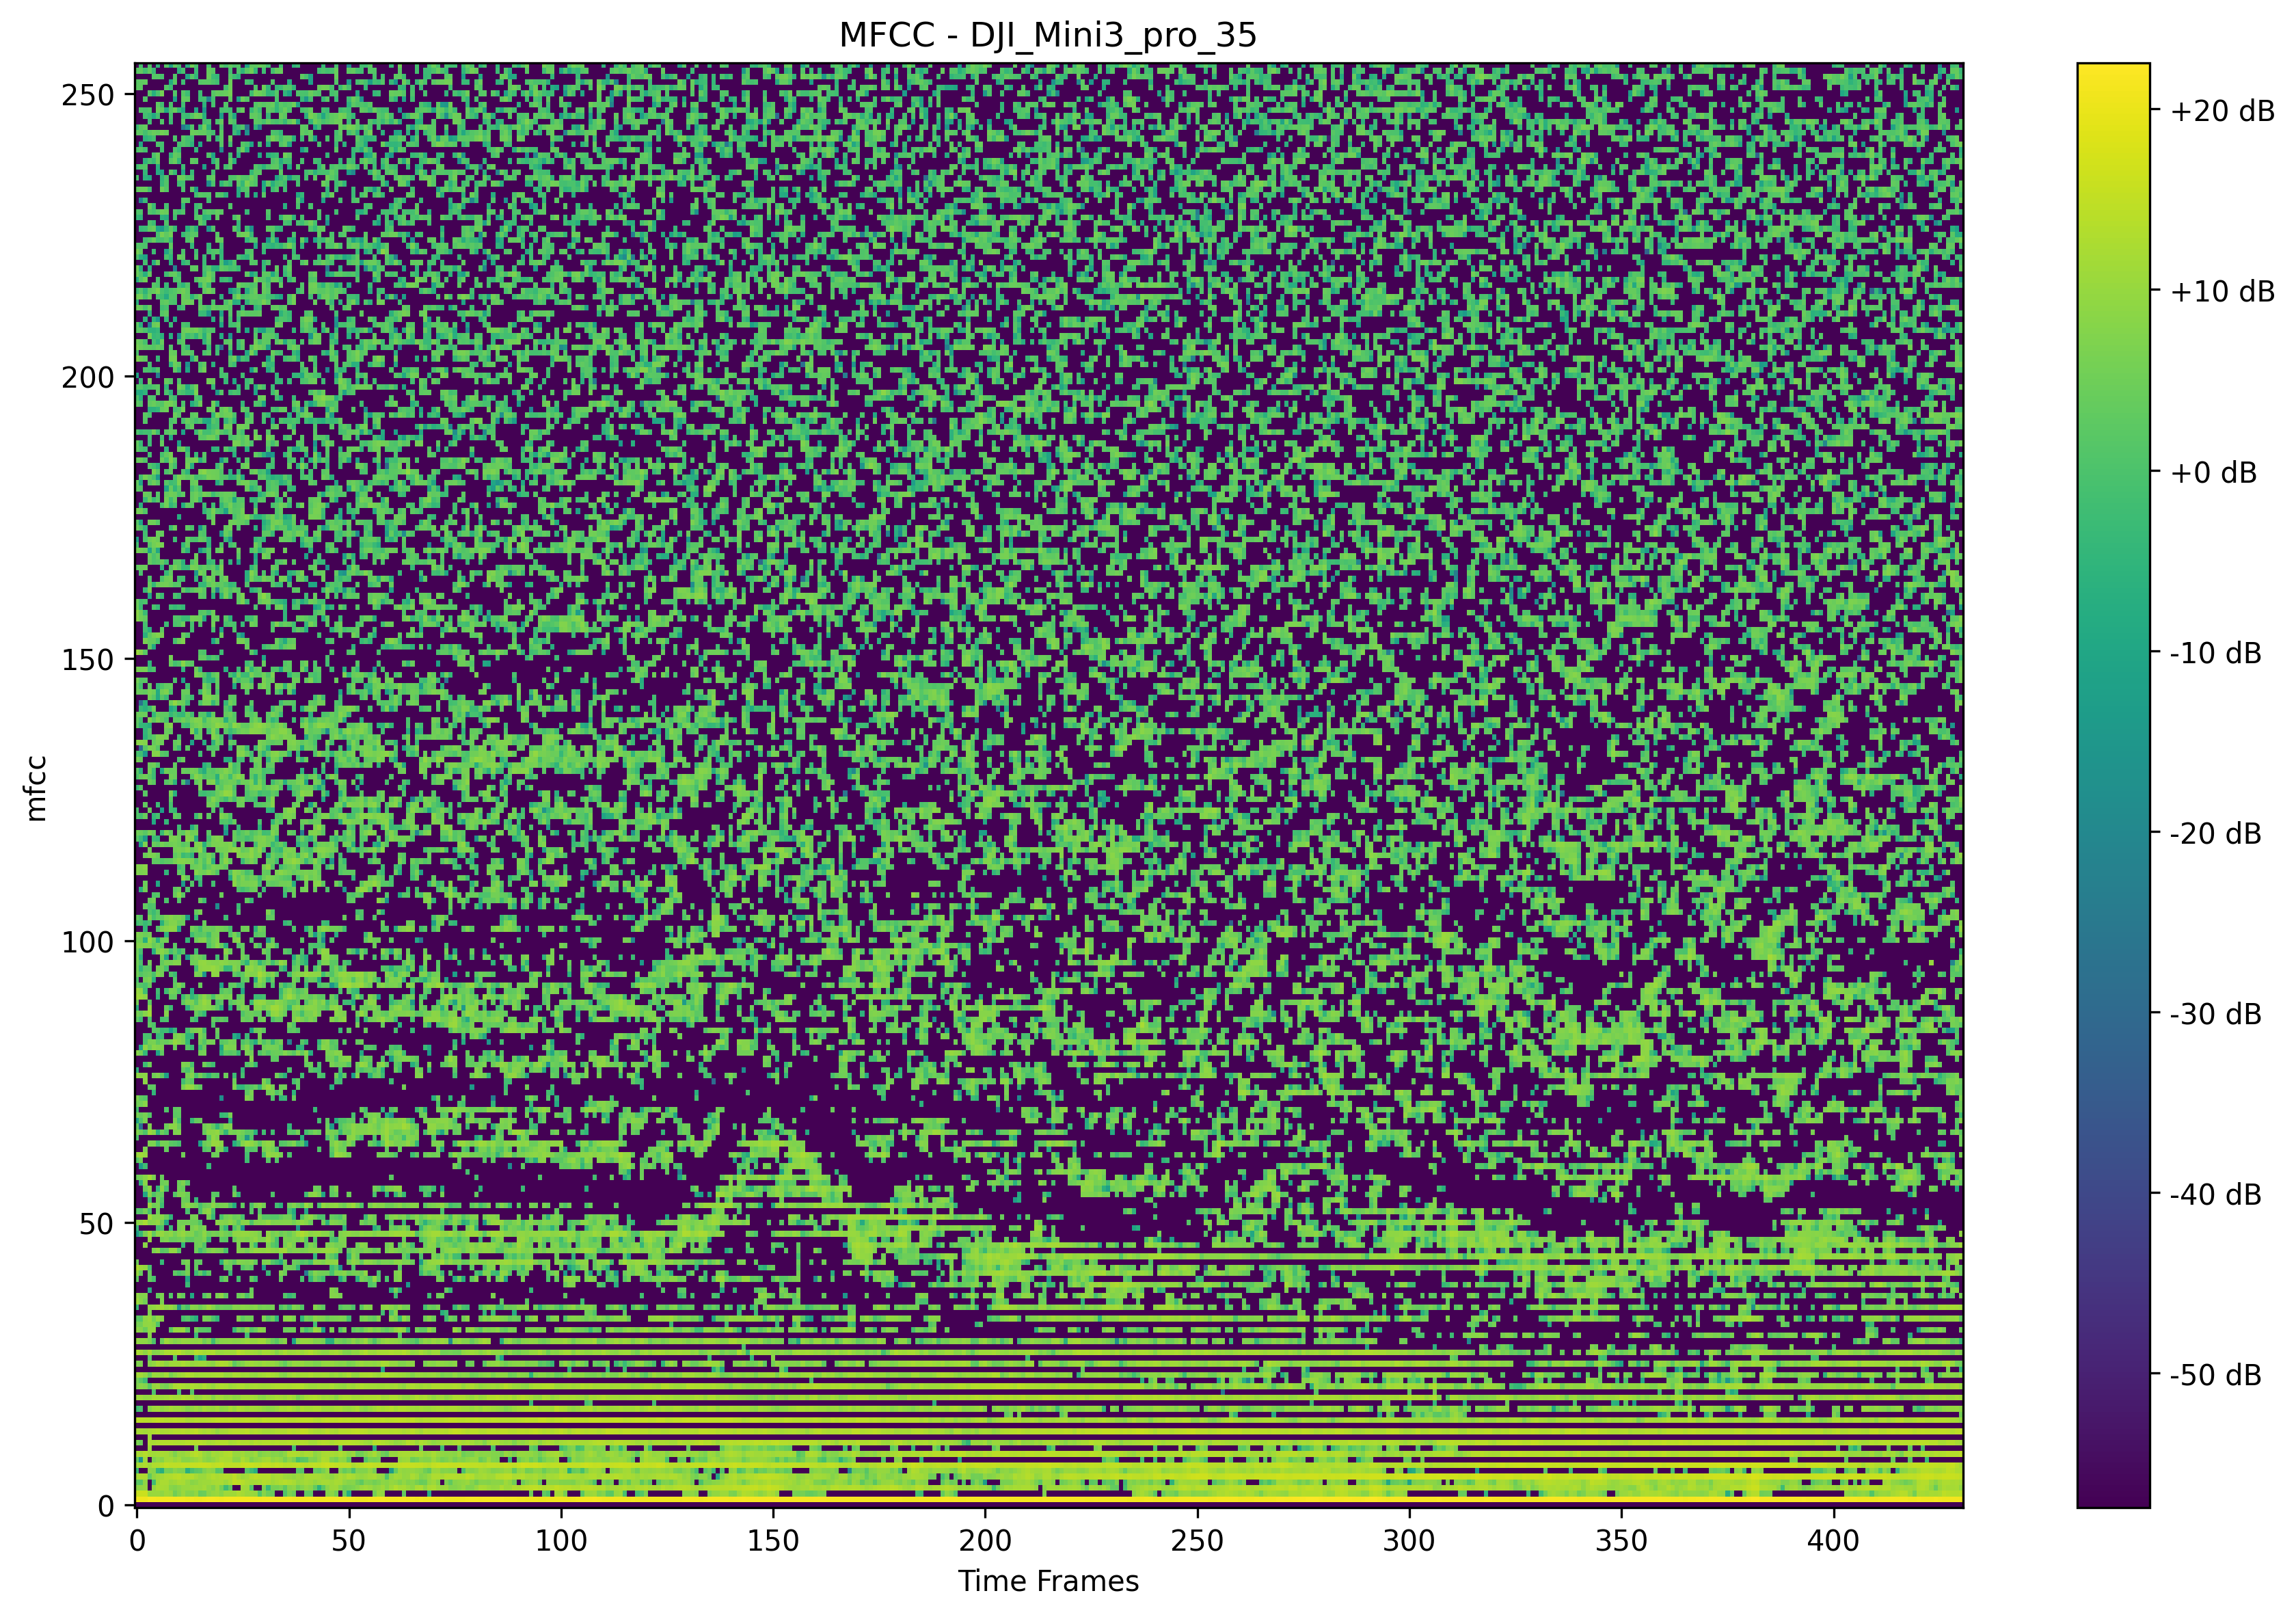 MFCC - DJI_Mini3_pro_35
250
200
150
100
50
0
mfcc
0 50 100 150 200 250 300 350 400
Time Frames
+20 dB
+10 dB
+0 dB
-10 dB
-20 dB
-30 dB
-40 dB
-50 dB